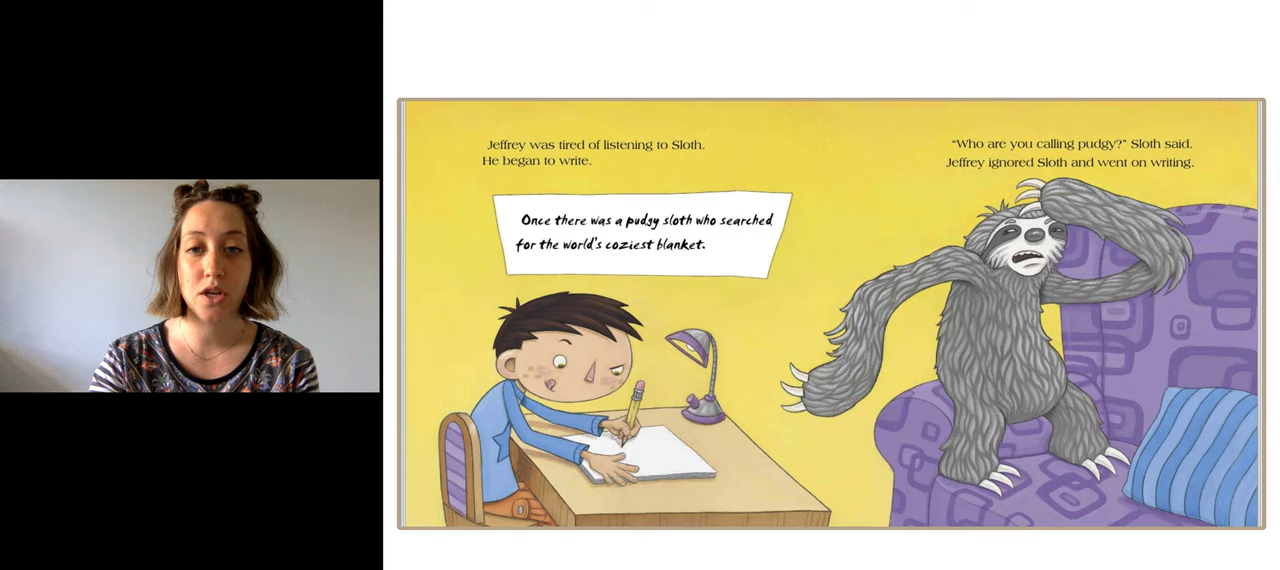 Jeffrey was tired of listening to Sloth.
He began to write.
Once there was a pudgy sloth who searched
for the world's coziest blanket.
“Who are you calling pudgy?” Sloth said.
Jeffrey ignored Sloth and went on writing.